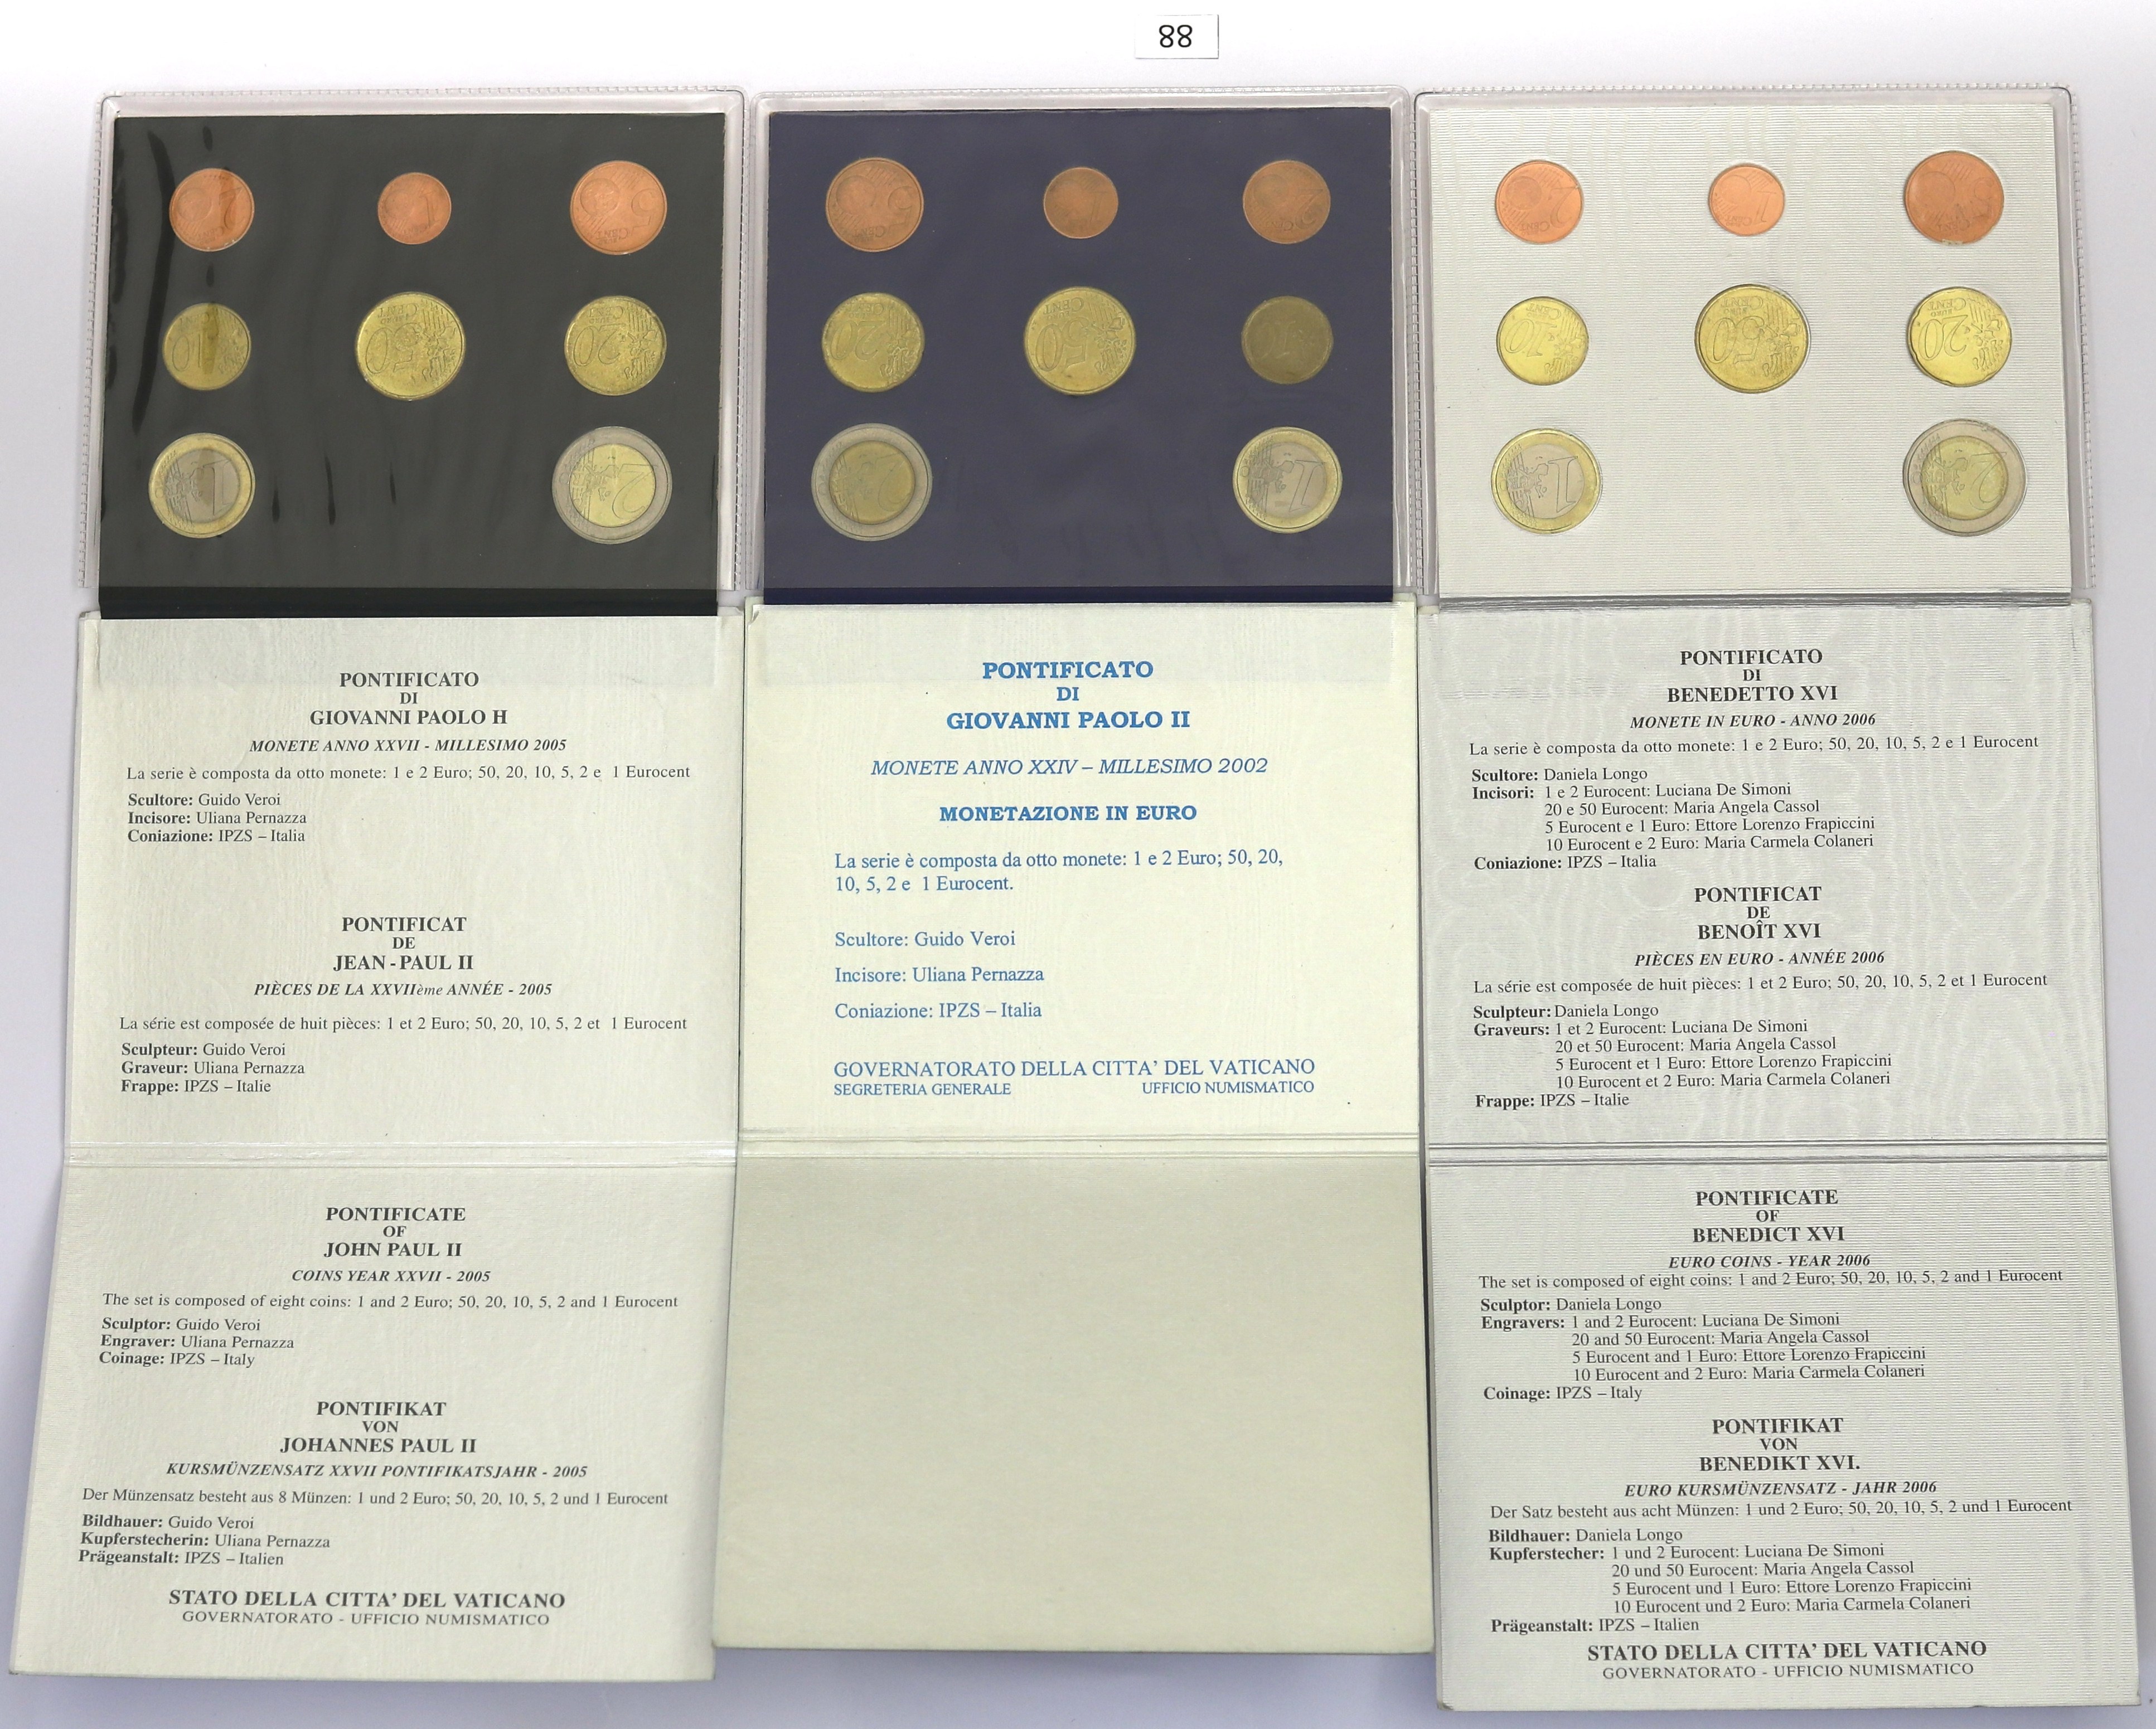 88
PONTIFICATO
DI
GIOVANNI PAOLO H
MONETE ANNO XXVII - MILLESIMO 2005
La serie è composta da otto monete: 1 e 2 Euro; 50, 20, 10, 5, 2 e 1 Eurocent
Scultore: Guido Veroi
Incisore: Uliana Pernazza
Coniazione: IPZS – Italia
PONTIFICAT
DE
JEAN - PAUL II
PIÈCES DE LA XXVIIème ANNÉE - 2005
La série est composée de huit pièces: 1 et 2 Euro; 50, 20, 10, 5, 2 et 1 Eurocent
Sculpteur: Guido Veroi
Graveur: Uliana Pernazza
Frappe: IPZS – Italie
PONTIFICATE
OF
JOHN PAUL II
COINS YEAR XXVII - 2005
The set is composed of eight coins: 1 and 2 Euro; 50, 20, 10, 5, 2 and 1 Eurocent
Sculptor: Guido Veroi
Engraver: Uliana Pernazza
Coinage: IPZS – Italy
PONTIFIKAT
VON
JOHANNES PAUL II
KURSMÜNZENSATZ XXVII PONTIFIKATSJAHR - 2005
Der Münzensatz besteht aus 8 Münzen: 1 und 2 Euro; 50, 20, 10, 5, 2 und 1 Eurocent
Bildhauer: Guido Veroi
Kupferstecherin: Uliana Pernazza
Prägeanstalt: IPZS – Italien
STATO DELLA CITTA' DEL VATICANO
GOVERNATORATO - UFFICIO NUMISMATICO
PONTIFICATO
DI
GIOVANNI PAOLO II
MONETE ANNO XXIV – MILLESIMO 2002
MONETAZIONE IN EURO
La serie è composta da otto monete: 1 e 2 Euro; 50, 20,
10, 5, 2 e 1 Eurocent.
Scultore: Guido Veroi
Incisore: Uliana Pernazza
Coniazione: IPZS – Italia
GOVERNATORATO DELLA CITTA' DEL VATICANO
SEGRETERIA GENERALE UFFICIO NUMISMATICO
PONTIFICATO
DI
BENEDETTO XVI
MONETE IN EURO - ANNO 2006
La serie è composta da otto monete: 1 e 2 Euro; 50, 20, 10, 5, 2 e 1 Eurocent
Scultore: Daniela Longo
Incisori: 1 e 2 Eurocent: Luciana De Simoni
20 e 50 Eurocent: Maria Angela Cassol
5 Eurocent e 1 Euro: Ettore Lorenzo Frapiccini
10 Eurocent e 2 Euro: Maria Carmela Colaneri
Coniazione: IPZS – Italia
PONTIFICAT
DE
BENOÎT XVI
PIÈCES EN EURO - ANNÉE 2006
La série est composée de huit pièces: 1 et 2 Euro; 50, 20, 10, 5, 2 et 1 Eurocent
Sculpteur: Daniela Longo
Graveurs: 1 et 2 Eurocent: Luciana De Simoni
20 et 50 Eurocent: Maria Angela Cassol
5 Eurocent et 1 Euro: Ettore Lorenzo Frapiccini
10 Eurocent et 2 Euro: Maria Carmela Colaneri
Frappe: IPZS – Italie
PONTIFICATE
OF
BENEDICT XVI
EURO COINS - YEAR 2006
The set is composed of eight coins: 1 and 2 Euro; 50, 20, 10, 5, 2 and 1 Eurocent
Sculptor: Daniela Longo
Engravers: 1 and 2 Eurocent: Luciana De Simoni
20 and 50 Eurocent: Maria Angela Cassol
5 Eurocent and 1 Euro: Ettore Lorenzo Frapiccini
10 Eurocent and 2 Euro: Maria Carmela Colaneri
Coinage: IPZS – Italy
PONTIFIKAT
VON
BENEDIKT XVI.
EURO KURSMÜNZENSATZ - JAHR 2006
Der Satz besteht aus acht Münzen: 1 und 2 Euro; 50, 20, 10, 5, 2 und 1 Eurocent
Bildhauer: Daniela Longo
Kupferstecher: 1 und 2 Eurocent: Luciana De Simoni
20 und 50 Eurocent: Maria Angela Cassol
5 Eurocent und 1 Euro: Ettore Lorenzo Frapiccini
10 Eurocent und 2 Euro: Maria Carmela Colaneri
Prägeanstalt: IPZS – Italien
STATO DELLA CITTA' DEL VATICANO
GOVERNATORATO - UFFICIO NUMISMATICO